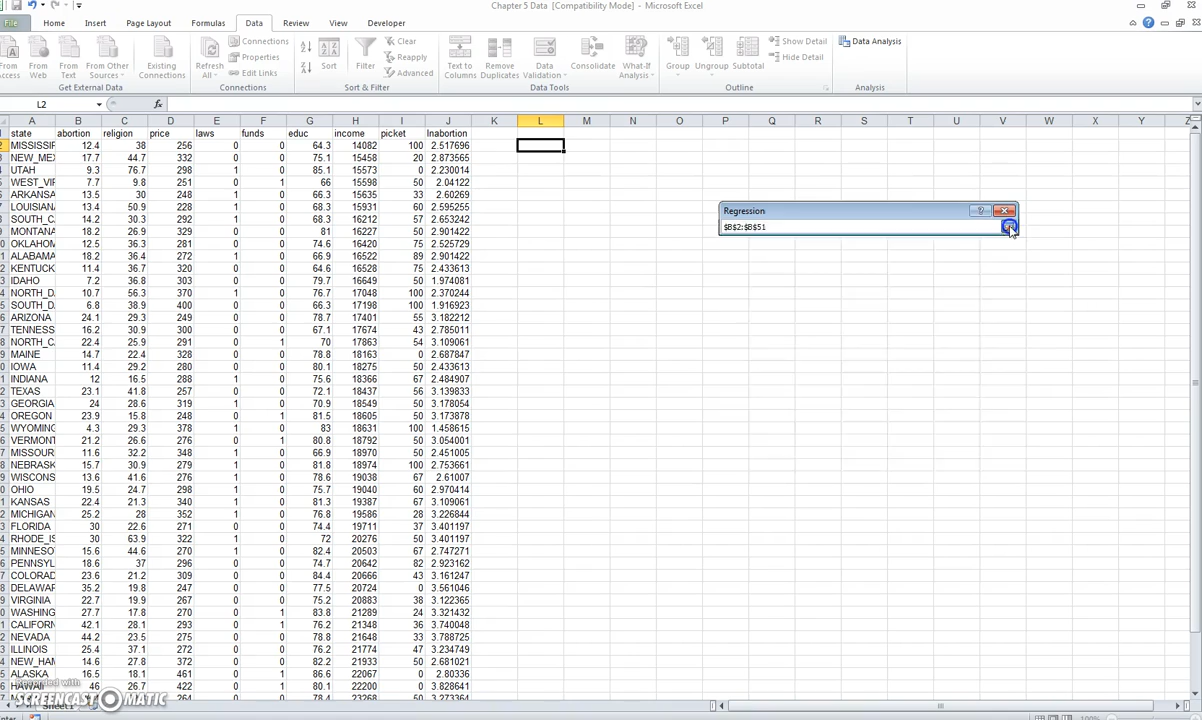 Chapter 5 Data [Compatibility Mode] - Microsoft Excel
File Home Insert Page Layout Formulas Data Review View Developer
From Access From Web From Text From Other Sources Existing Connections Refresh All Connections Properties Edit Links Sort Filter Clear Reapply Advanced Text to Columns Remove Duplicates Data Validation Consolidate What-If Analysis Group Ungroup Subtotal Show Detail Hide Detail Data Analysis
Get External Data Connections Sort & Filter Data Tools Outline Analysis
L2 fx
A B C D E F G H I J K L M N O P Q R S T U V W X Y Z
state abortion religion price laws funds educ income picket lnabortion
MISSISSIF 12.4 38 256 0 0 64.3 14082 100 2.517696
NEW_ME 17.7 44.7 332 0 0 75.1 15458 20 2.873565
UTAH 9.3 76.7 298 1 0 85.1 15573 0 2.230014
WEST_VI 7.7 9.8 251 0 1 66 15598 50 2.04122
ARKANSA 13.5 30 248 1 0 66.3 15635 33 2.60269
LOUISIAN 13.4 50.9 228 1 0 68.3 15931 60 2.595255
SOUTH_C 14.2 30.3 292 1 0 68.3 16212 57 2.653242
MONTANA 18.2 26.9 329 0 0 81 16227 50 2.901422
OKLAHOM 12.5 36.3 281 0 0 74.6 16420 75 2.525729
ALABAMA 18.2 36.4 272 1 0 66.9 16522 89 2.901422
KENTUCK 11.4 36.7 320 0 0 64.6 16528 75 2.433613
IDAHO 7.2 36.8 303 0 0 79.7 16649 50 1.974081
NORTH_D 10.7 56.3 370 1 0 76.7 17048 100 2.370244
SOUTH_D 6.8 38.9 400 0 0 66.3 17198 100 1.916923
ARIZONA 24.1 29.3 249 0 0 78.7 17401 55 3.182212
TENNESS 16.2 30.9 300 0 0 67.1 17674 43 2.785011
NORTH_C 22.4 25.9 291 0 1 70 17863 54 3.109061
MAINE 14.7 22.4 328 0 0 78.8 18163 0 2.687847
IOWA 11.4 29.2 280 0 0 80.1 18275 50 2.433613
INDIANA 12 16.5 288 1 0 75.6 18366 67 2.484907
TEXAS 23.1 41.8 257 0 0 72.1 18437 56 3.139833
GEORGIA 24 28.6 319 1 0 70.9 18549 50 3.178054
OREGON 23.9 15.8 248 0 1 81.5 18605 50 3.173878
WYOMING 4.3 29.3 378 0 0 83 18631 100 1.458615
VERMONT 21.2 26.6 276 0 1 80.8 18792 50 3.054001
MISSOUR 11.6 32.2 348 1 0 66.9 18970 50 2.451005
NEBRASK 15.7 30.9 279 1 0 81.8 18974 100 2.753661
WISCONS 13.6 41.6 276 1 0 78.6 19038 67 2.61007
OHIO 19.5 24.7 298 1 0 75.7 19040 60 2.970414
KANSAS 22.4 21.3 340 1 0 81.3 19387 67 3.109061
MICHIGAN 25.2 28 352 1 0 76.8 19586 28 3.226844
FLORIDA 30 22.6 271 0 0 74.4 19711 37 3.401197
RHODE_IS 30 63.9 322 1 0 72 20276 50 3.401197
MINNESO 15.6 44.6 270 1 0 82.4 20503 67 2.747271
PENNSYL 18.6 37 296 0 0 74.7 20642 82 2.923162
COLORAD 23.6 21.2 309 0 0 84.4 20666 43 3.161247
DELAWAR 35.2 19.8 247 0 0 77.5 20724 0 3.561046
VIRGINIA 22.7 19.9 267 0 0 75.2 20883 38 3.122365
WASHING 27.7 17.8 270 0 1 83.8 21289 24 3.321432
CALIFORN 42.1 28.1 293 0 1 76.2 21348 36 3.740048
NEVADA 44.2 23.5 275 0 0 78.8 21648 33 3.788725
ILLINOIS 25.4 37.1 272 0 0 76.2 21774 47 3.234749
NEW_HAM 14.6 27.8 372 0 0 82.2 21933 50 2.681021
ALASKA 16.5 18.1 461 0 1 86.6 22067 0 2.80336
HAWAII 46 26.7 422 0 1 80.1 22200 0 3.828641
264 0 0 78.4 23268 50 3.273364
Regression
$B$2:$B$51
Recorded with
SCREENCAST MATIC
Sheet1
100%